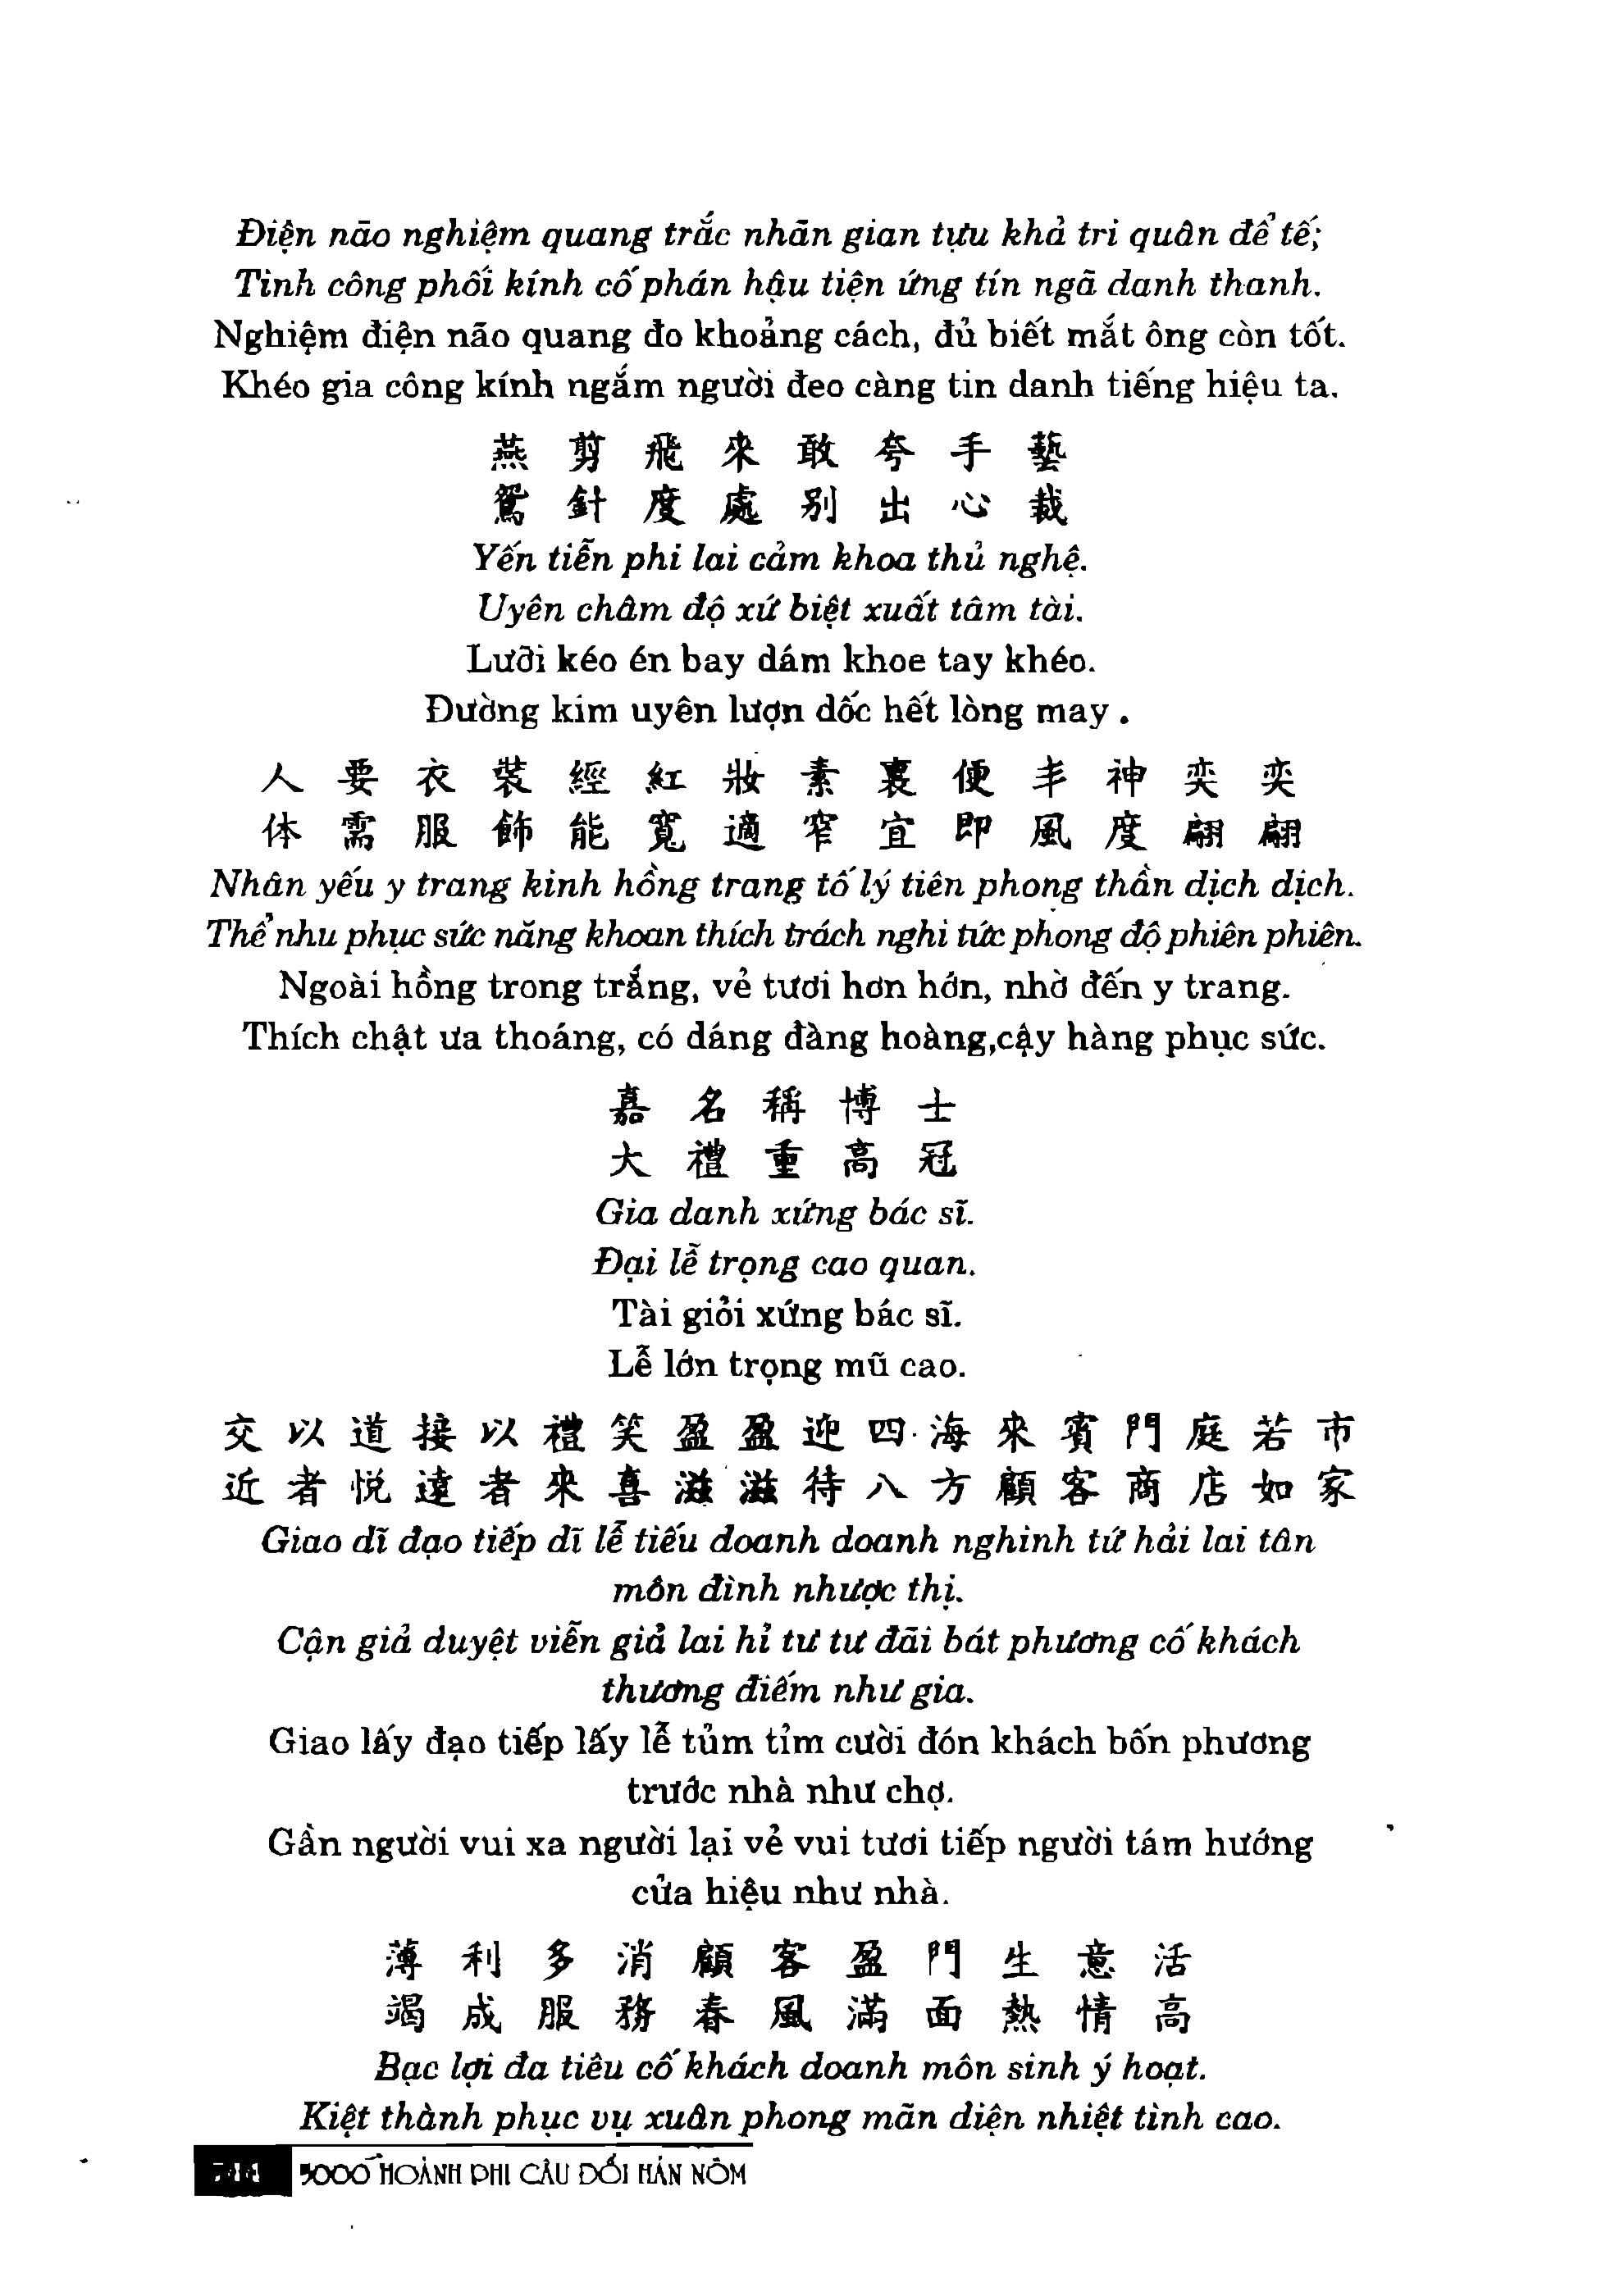 Điện não nghiệm quang trắc nhãn gian tựu khả tri quân để tế;
Tinh công phối kính cố phán hậu tiện ứng tín ngã danh thanh.
Nghiệm điện não quang đo khoảng cách, đủ biết mắt ông còn tốt.
Khéo gia công kính ngắm người đeo càng tin danh tiếng hiệu ta.
燕剪飛來敢夸手藝
鴛針度處別出心裁
Yến tiễn phi lai cảm khoa thủ nghệ.
Uyên châm độ xứ biệt xuất tâm tài.
Lưỡi kéo én bay dám khoe tay khéo.
Đường kim uyên lượn dốc hết lòng may .
人要衣裝經紅妝素裏便丰神奕奕
体需服飾能寬適窄宜即風度翩翩
Nhân yếu y trang kinh hồng trang tố lý tiên phong thần dịch dịch.
Thể nhu phục sức năng khoan thích trách nghi tức phong độ phiên phiên.
Ngoài hồng trong trắng, vẻ tươi hơn hớn, nhờ đến y trang.
Thích chật ưa thoáng, có dáng đàng hoàng,cậy hàng phục sức.
嘉名稱博士
大禮重高冠
Gia danh xứng bác sĩ.
Đại lễ trọng cao quan.
Tài giỏi xứng bác sĩ.
Lễ lớn trọng mũ cao.
交以道接以禮笑盈盈迎四海來賓門庭若市
近者悦遠者來喜滋滋待八方顧客商店如家
Giao dĩ đạo tiếp dĩ lễ tiếu doanh doanh nghinh tứ hải lai tân
môn đình nhược thị.
Cận giả duyệt viễn giả lai hỉ tư tư đãi bát phương cố khách
thương điếm như gia.
Giao lấy đạo tiếp lấy lễ tủm tỉm cười đón khách bốn phương
trước nhà như chợ.
Gần người vui xa người lại vẻ vui tươi tiếp người tám hướng
cửa hiệu như nhà.
薄利多消顧客盈門生意活
竭成服務春風滿面熱情高
Bạc lợi đa tiêu cố khách doanh môn sinh ý hoạt.
Kiệt thành phục vụ xuân phong mãn diện nhiệt tình cao.
5000 HOÀNH PHI CÂU ĐỐI HÁN NÔM